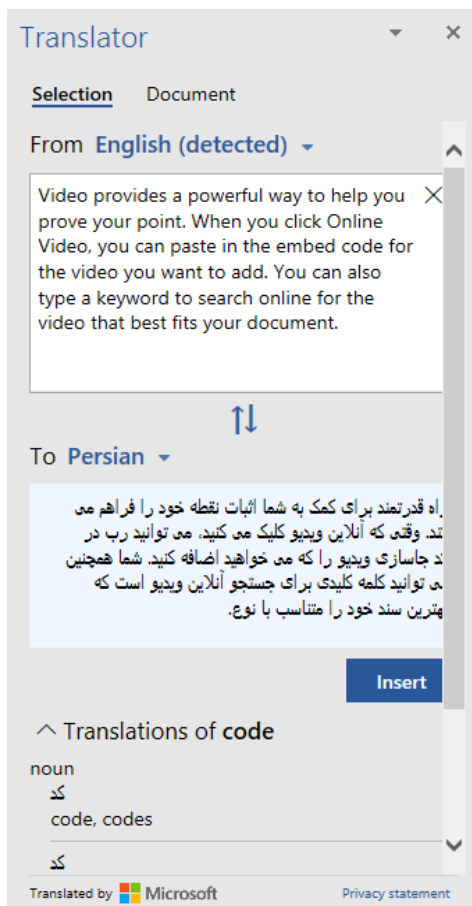 Translator
Selection Document
From English (detected)
Video provides a powerful way to help you
prove your point. When you click Online
Video, you can paste in the embed code for
the video you want to add. You can also
type a keyword to search online for the
video that best fits your document.
To Persian
قدرتمند برای کمک به شما اثبات نقطه خود را فراهم می
وقتی که آنلاین ویدیو کلیک می کنید، می توانید رب در
جاسازی ویدیو را که می خواهید اضافه کنید. شما همچنین
توانید کلمه کلیدی برای جستجو آنلاین ویدیو است که
سند خود را متناسب با نوع.
Insert
Translations of code
noun
کد
code, codes
کد
Translated by Microsoft Privacy statement